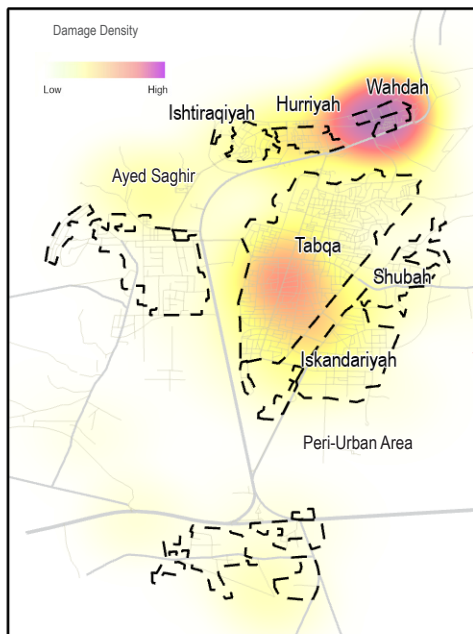 Damage Density
Low High
Wahdah
Hurriyah
Ishtiraqiyah
Ayed Saghir
Tabqa
Shubah
Iskandariyah
Peri-Urban Area